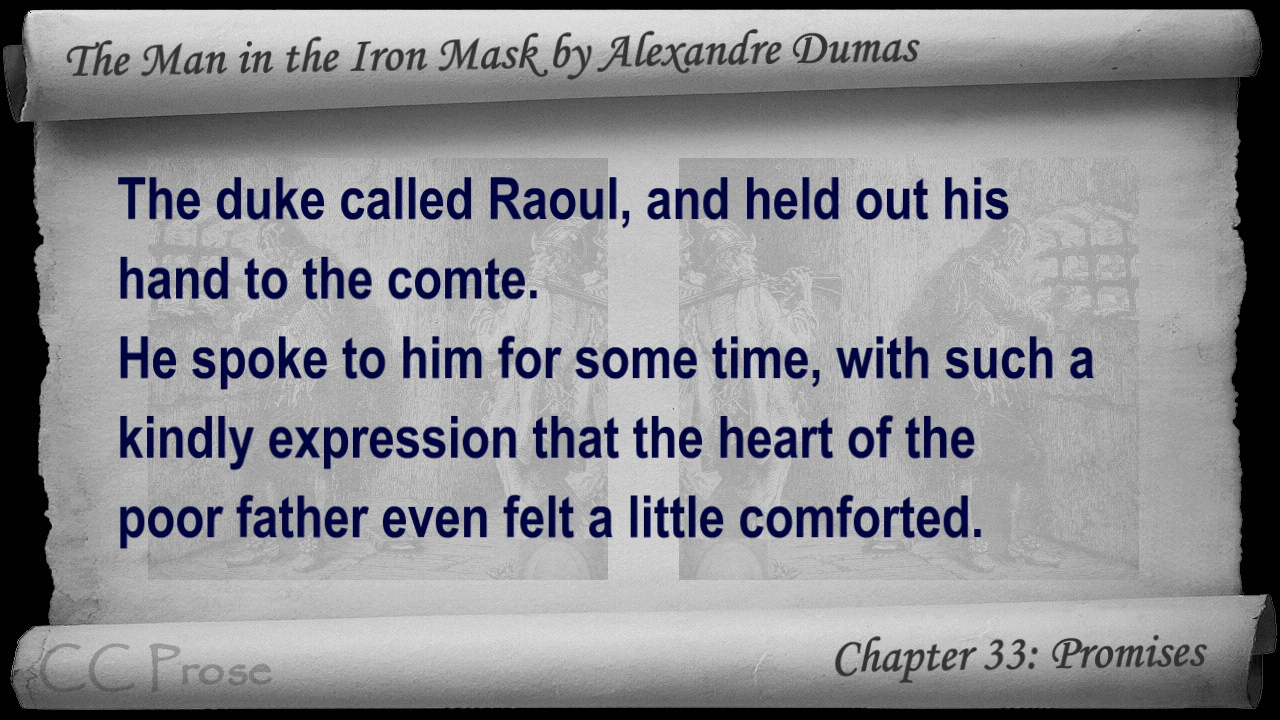 The Man in the Iron Mask by Alexandre Dumas
The duke called Raoul, and held out his
hand to the comte.
He spoke to him for some time, with such a
kindly expression that the heart of the
poor father even felt a little comforted.
CC Prose
Chapter 33: Promises